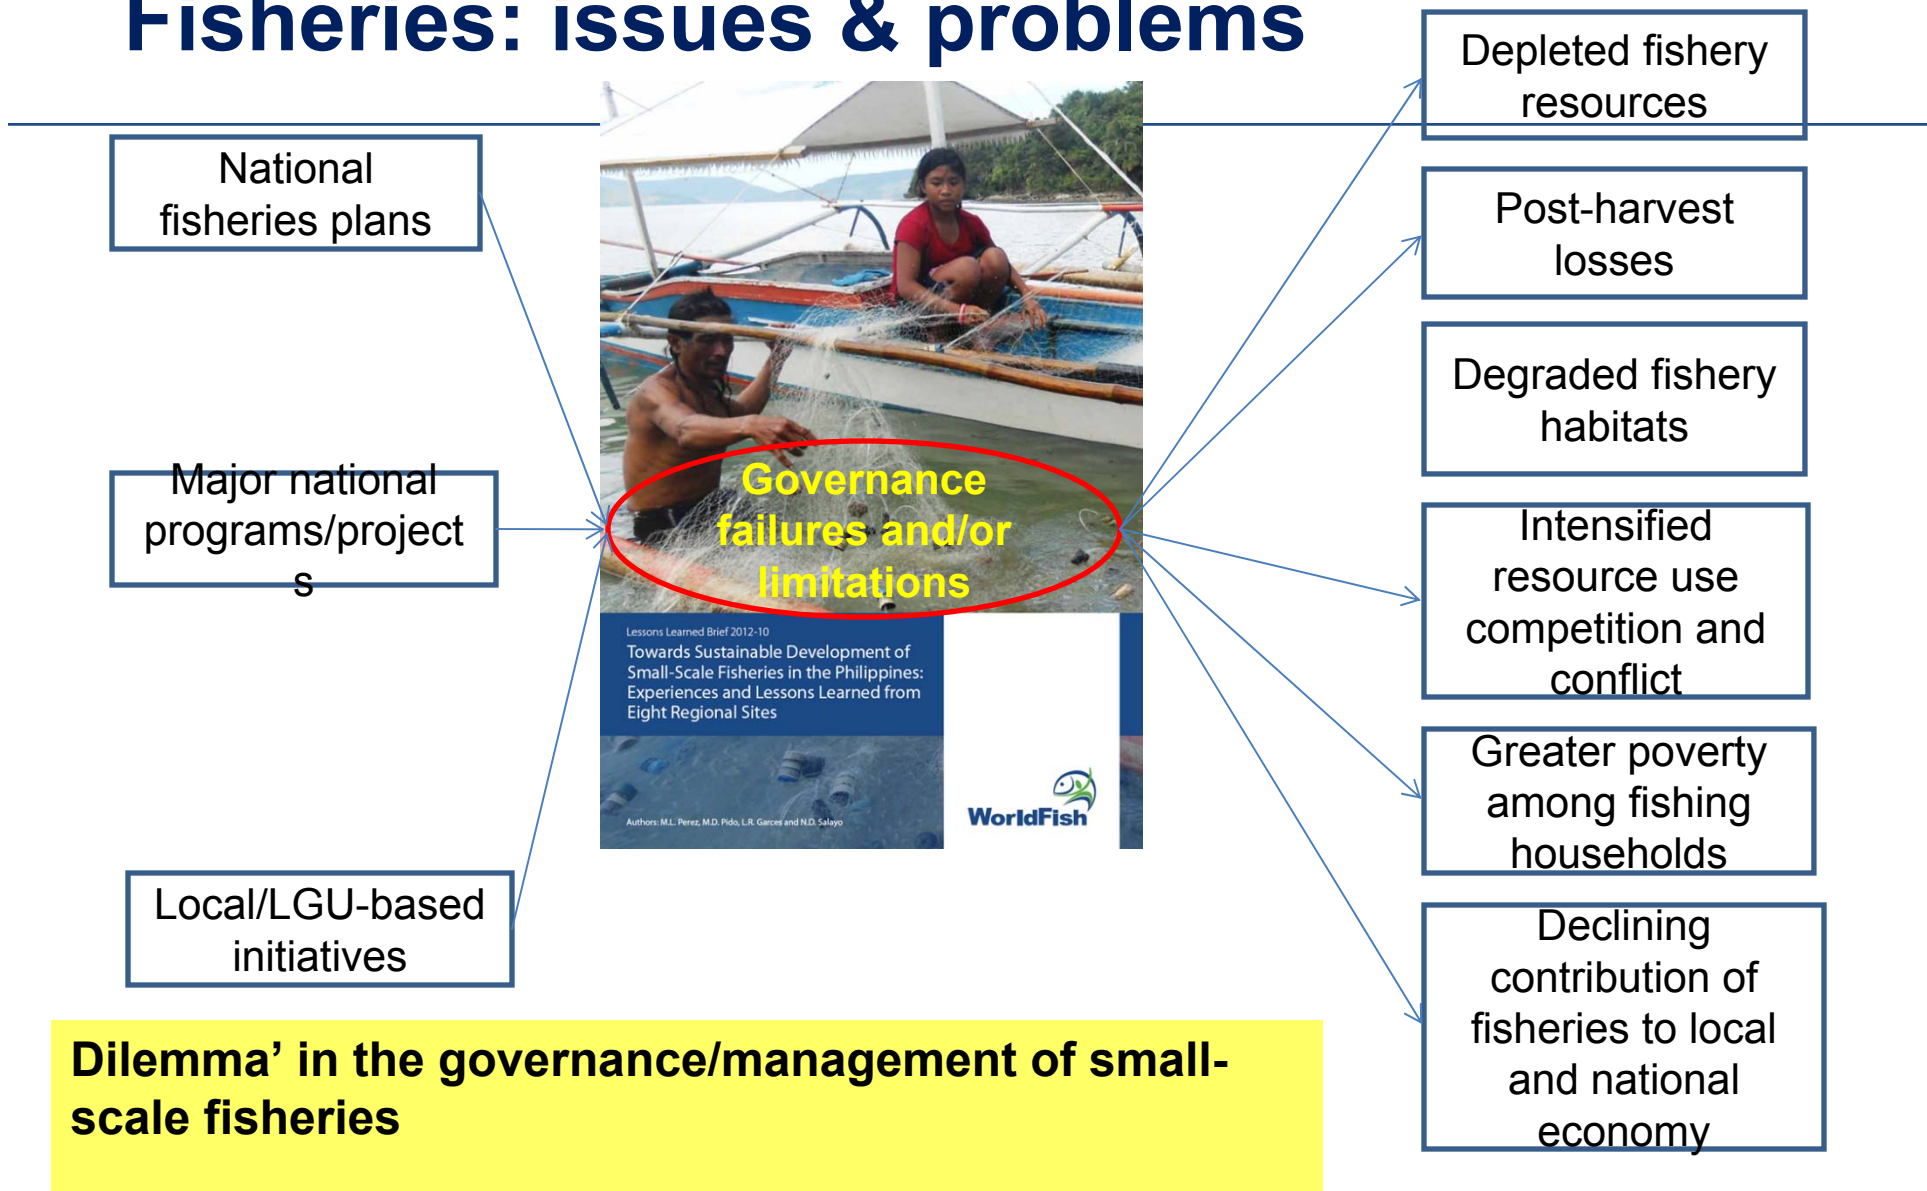 Fisheries: issues & problems
National
fisheries plans
Major national
programs/project
s
Local/LGU-based
initiatives
Governance
failures and/or
limitations
Lessons Learned Brief 2012-10
Towards Sustainable Development of
Small-Scale Fisheries in the Philippines:
Experiences and Lessons Learned from
Eight Regional Sites
Authors: M.L. Perez, M.D. Pido, L.R. Garces and N.D. Salayo
WorldFish
Depleted fishery
resources
Post-harvest
losses
Degraded fishery
habitats
Intensified
resource use
competition and
conflict
Greater poverty
among fishing
households
Declining
contribution of
fisheries to local
and national
economy
Dilemma’ in the governance/management of small-
scale fisheries